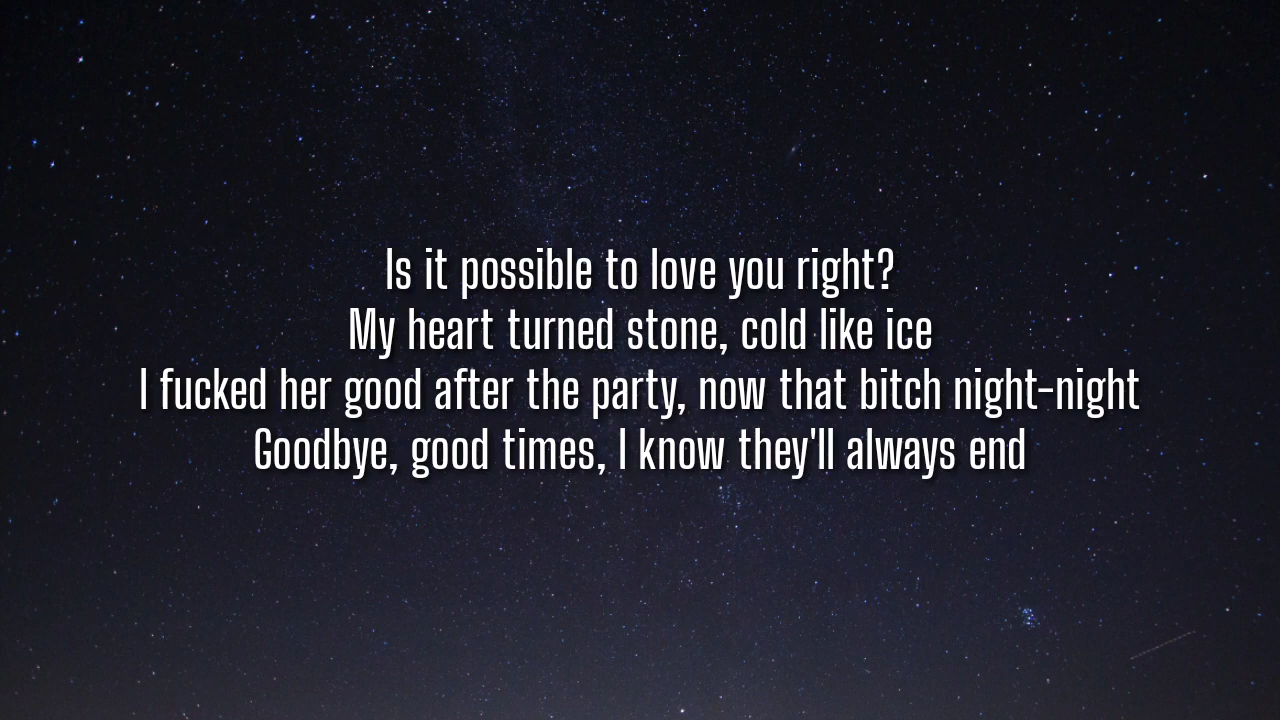 Is it possible to love you right?
My heart turned stone, cold like ice
I fucked her good after the party, now that bitch night-night
Goodbye, good times, I know they'll always end